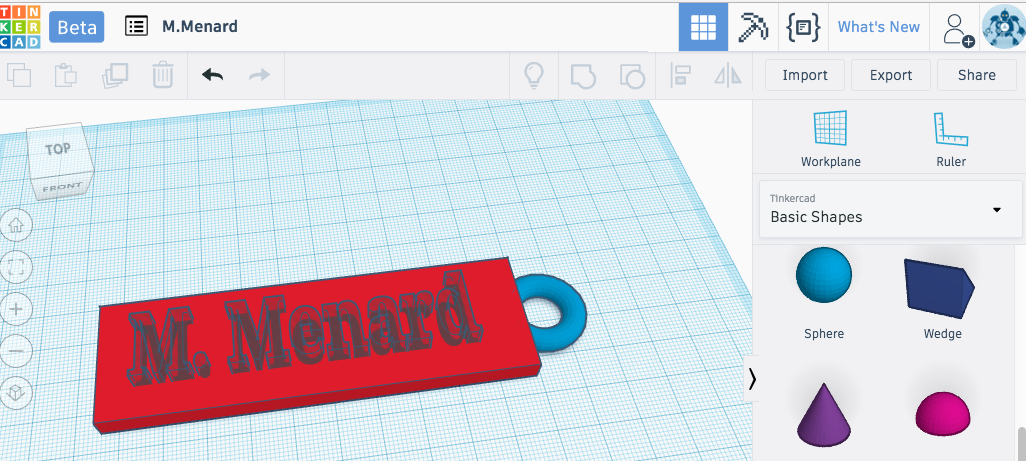 TIN
KER
CAD
Beta
M.Menard
What's New
Import
Export
Share
TOP
FRONT
M. Menard
Workplane
Ruler
Tinkercad
Basic Shapes
Sphere
Wedge